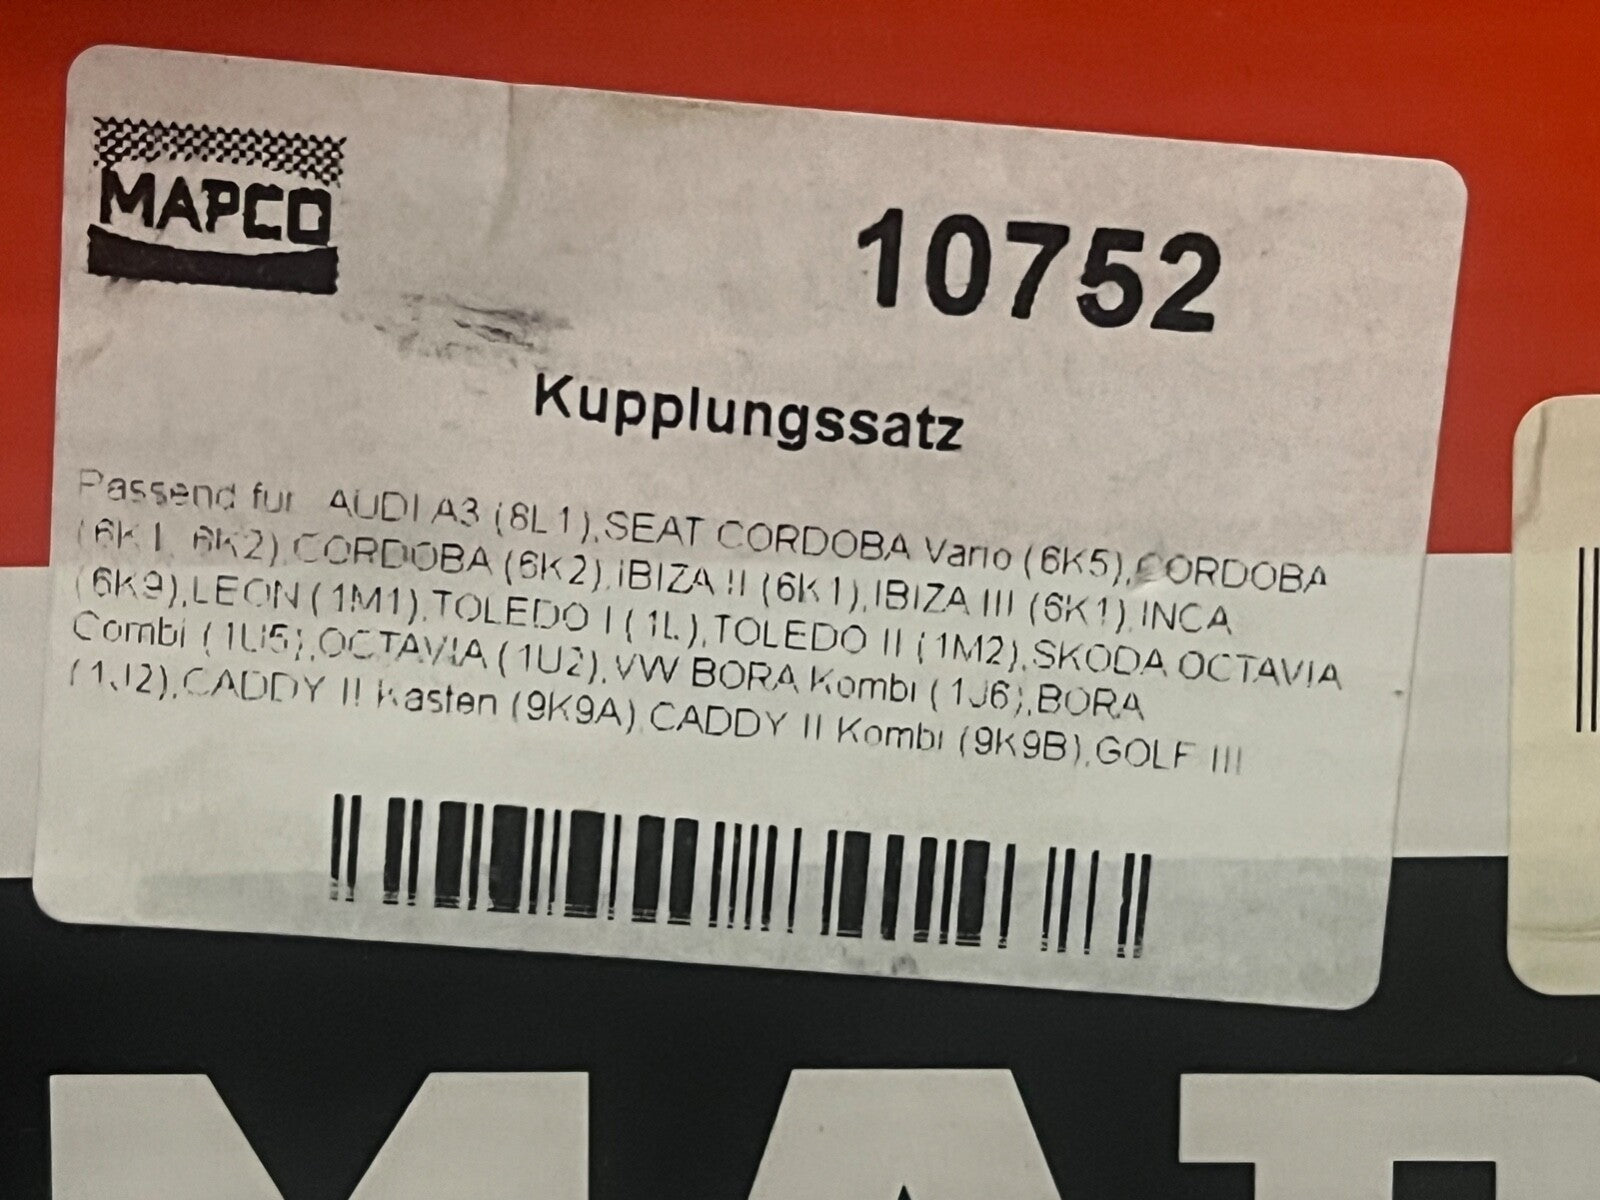 MAPCO
10752
Kupplungssatz
Passend für AUDI A3 (8L1),SEAT CORDOBA Vario (6K5),CORDOBA
(6K1, 6K2),CORDOBA (6K2),IBIZA II (6K1),IBIZA III (6K1),INCA
(6K9),LEON (1M1),TOLEDO I (1L),TOLEDO II (1M2),SKODA OCTAVIA
Combi (1U5),OCTAVIA (1U2),VW BORA Kombi (1J6),BORA
(1J2),CADDY II Kasten (9K9A),CADDY II Kombi (9K9B),GOLF III